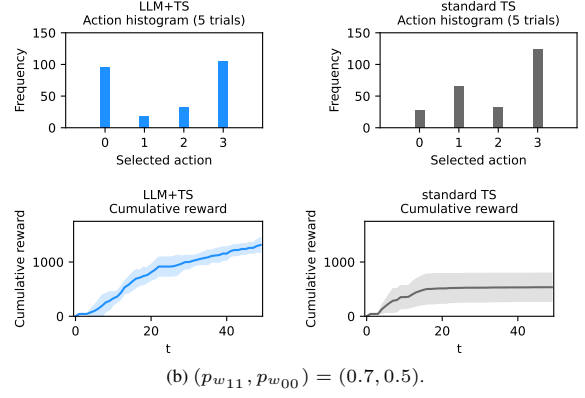 LLM+TS
Action histogram (5 trials)
150
100
50
0
Frequency
0 1 2 3
Selected action
standard TS
Action histogram (5 trials)
150
100
50
0
Frequency
0 1 2 3
Selected action
LLM+TS
Cumulative reward
1000
0
Cumulative reward
0 20 40
t
standard TS
Cumulative reward
1000
0
Cumulative reward
0 20 40
t
(b) (p_{w_{11}}, p_{w_{00}}) = (0.7, 0.5).